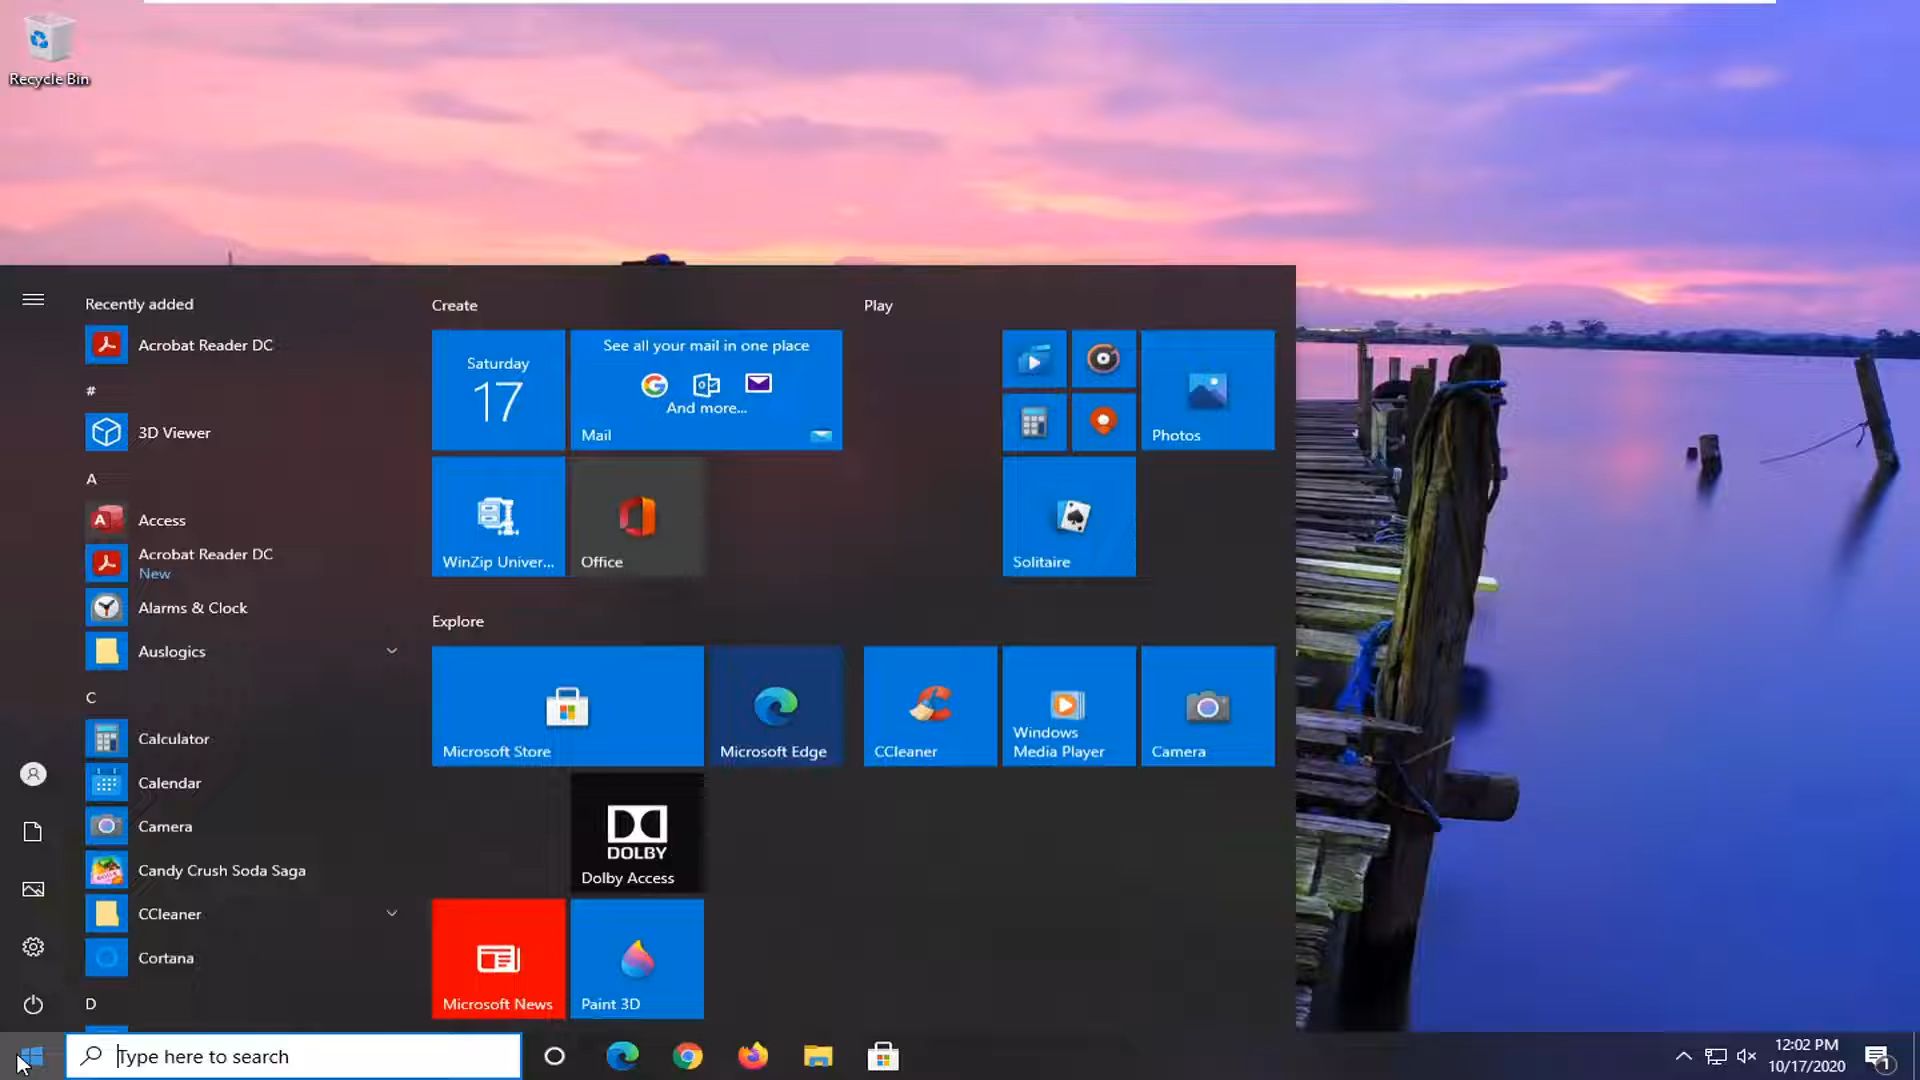 Recycle Bin
Recently added
Acrobat Reader DC
#
3D Viewer
A
Access
Acrobat Reader DC
New
Alarms & Clock
Auslogics
C
Calculator
Calendar
Camera
Candy Crush Soda Saga
CCleaner
Cortana
D
Create
Saturday
17
See all your mail in one place
And more...
Mail
WinZip Univer...
Office
Play
Photos
Solitaire
Explore
Microsoft Store
Microsoft Edge
CCleaner
Windows
Media Player
Camera
DOLBY
Dolby Access
Microsoft News
Paint 3D
Type here to search
12:02 PM
10/17/2020
1